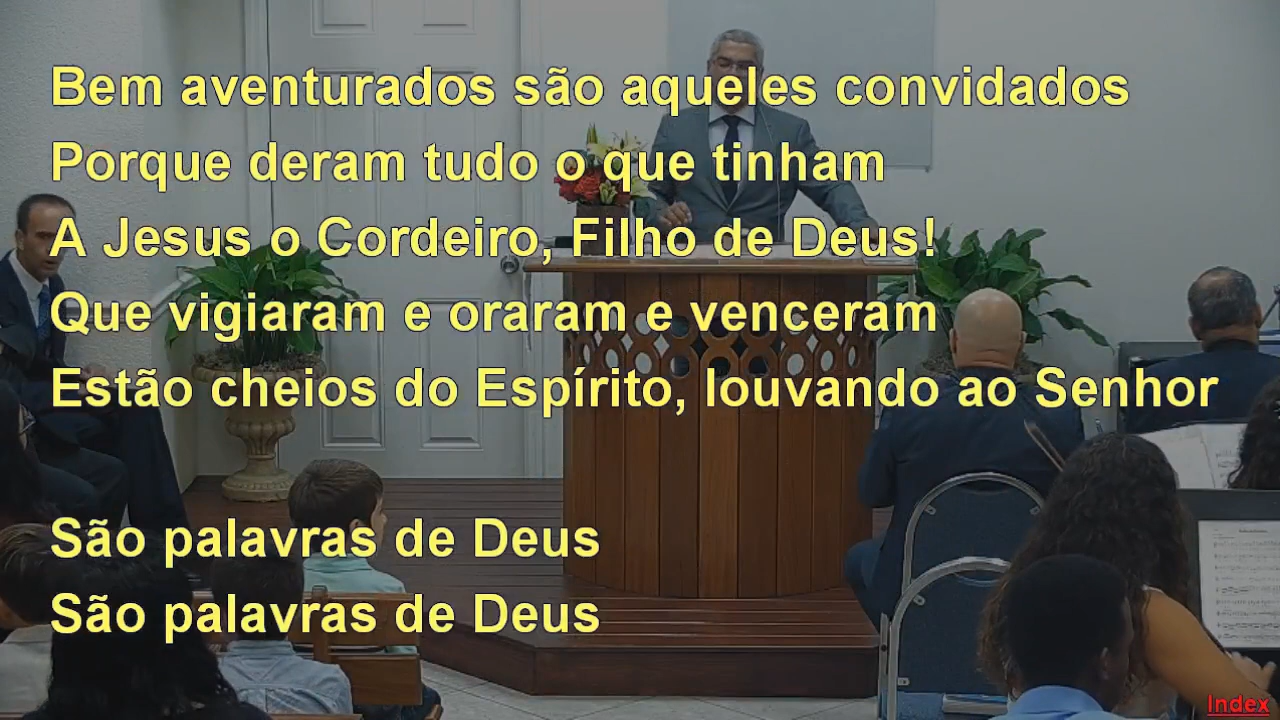 Bem aventurados são aqueles convidados
Porque deram tudo o que tinham
A Jesus o Cordeiro, Filho de Deus!
Que vigiaram e oraram e venceram
Estão cheios do Espírito, louvando ao Senhor
São palavras de Deus
São palavras de Deus
Index